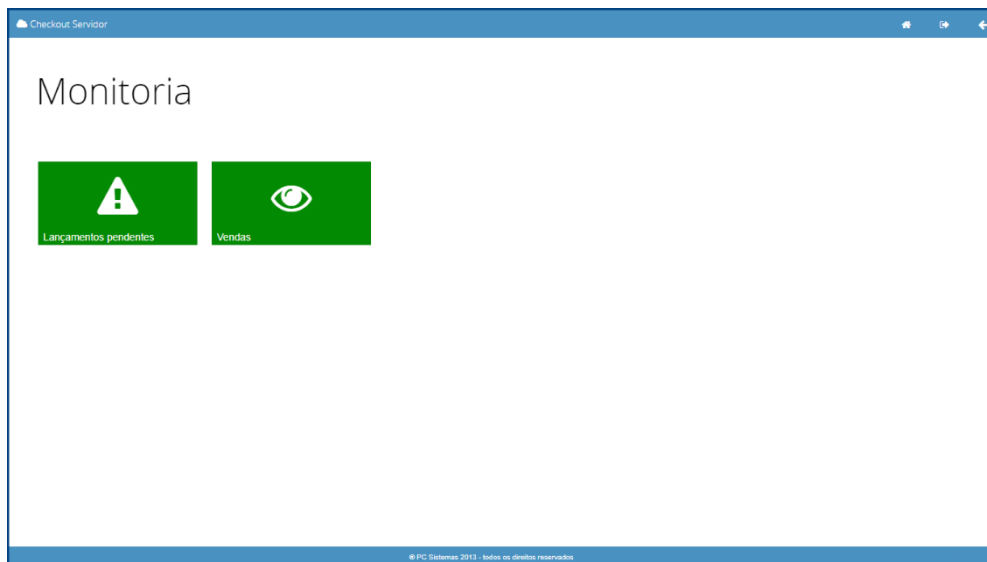 Checkout Servidor
Monitoria
Lançamentos pendentes
Vendas
® PC Sistemas 2013 - todos os direitos reservados